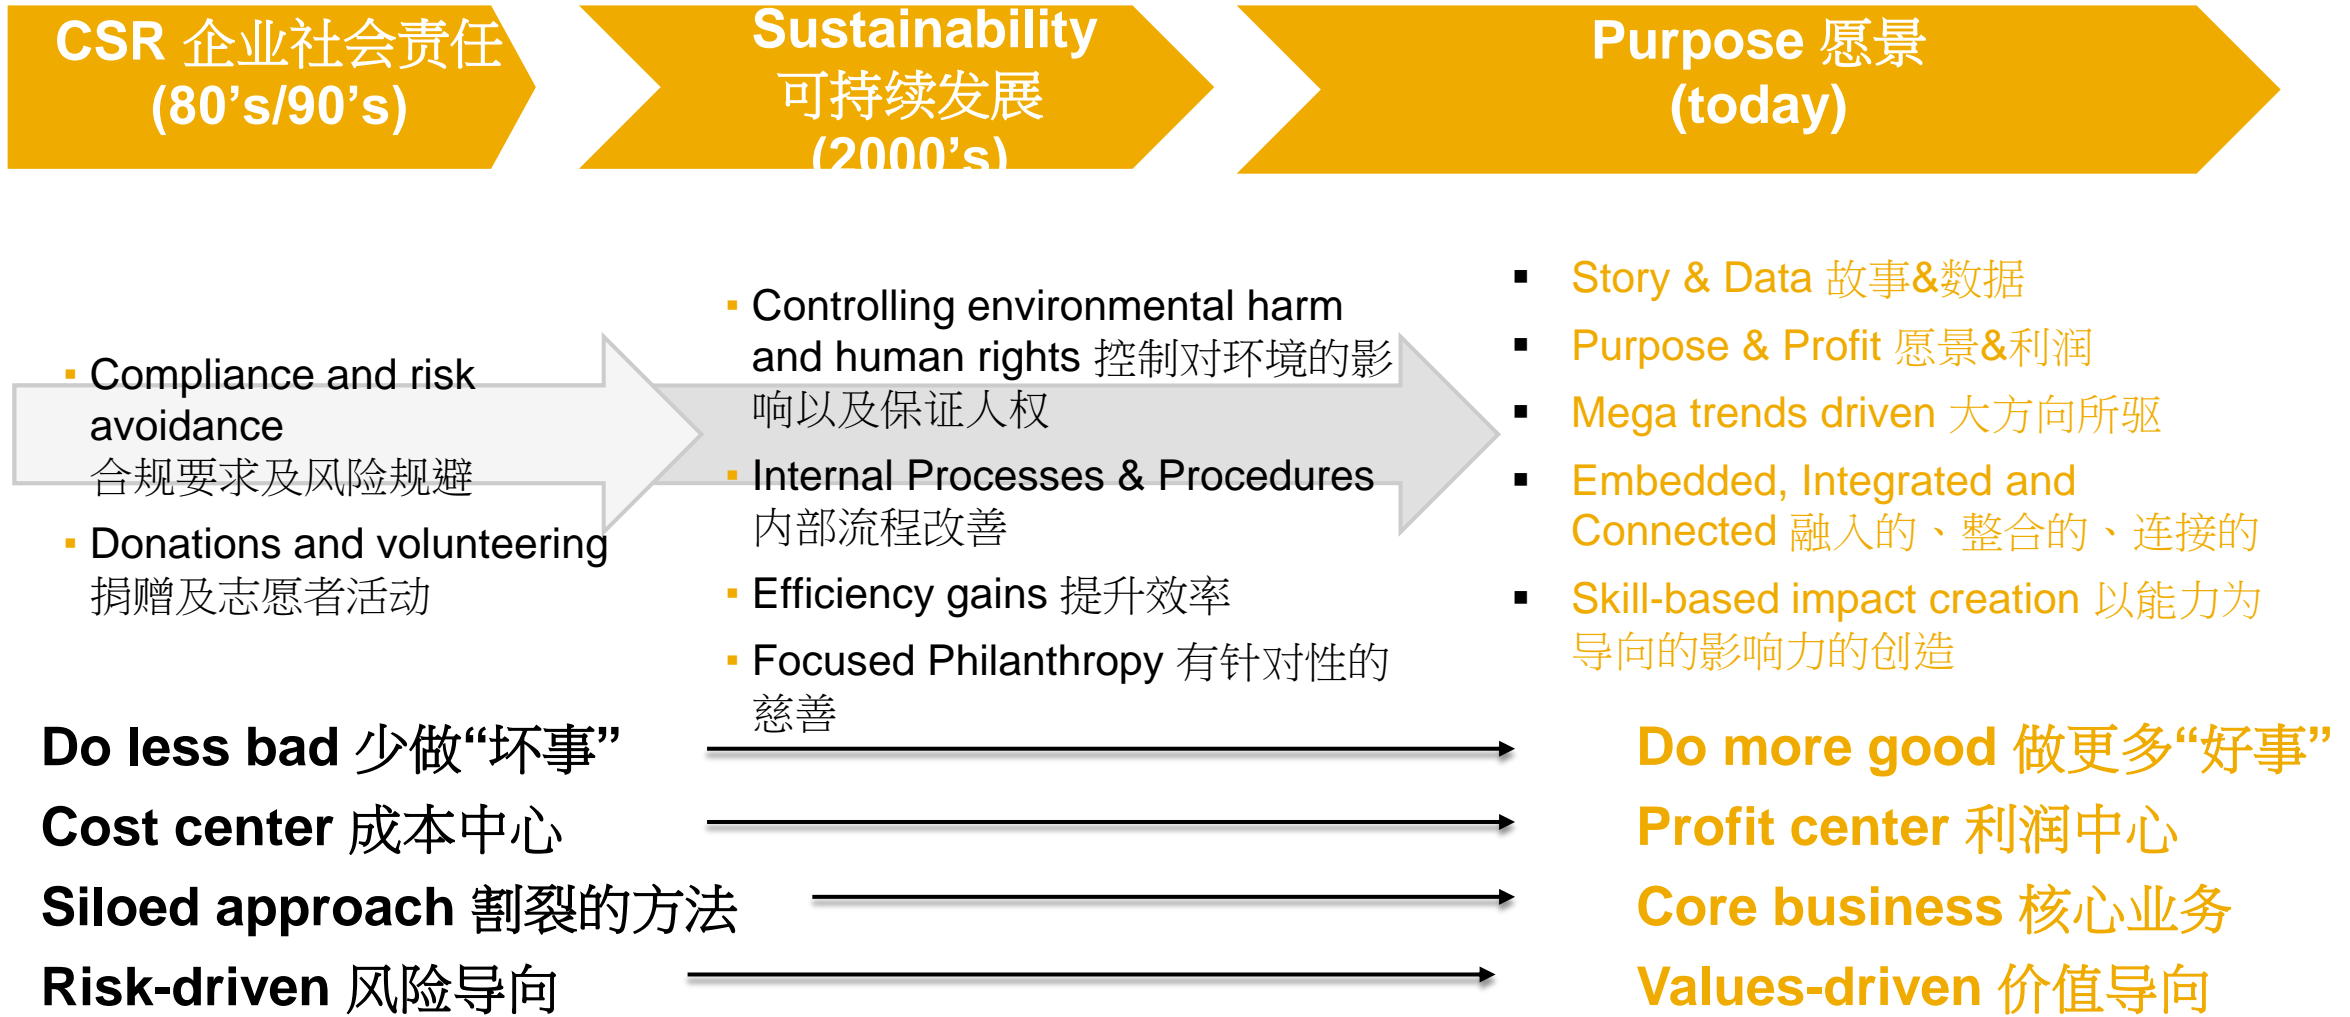 CSR 企业社会责任
(80’s/90’s)
Sustainability
可持续发展
(2000’s)
Purpose 愿景
(today)
▪ Compliance and risk
avoidance
合规要求及风险规避
▪ Donations and volunteering
捐赠及志愿者活动
▪ Controlling environmental harm
and human rights 控制对环境的影
响以及保证人权
▪ Internal Processes & Procedures
内部流程改善
▪ Efficiency gains 提升效率
▪ Focused Philanthropy 有针对性的
慈善
▪ Story & Data 故事&数据
▪ Purpose & Profit 愿景&利润
▪ Mega trends driven 大方向所驱
▪ Embedded, Integrated and
Connected 融入的、整合的、连接的
▪ Skill-based impact creation 以能力为
导向的影响力的创造
Do less bad 少做“坏事”
Do more good 做更多“好事”
Cost center 成本中心
Profit center 利润中心
Siloed approach 割裂的方法
Core business 核心业务
Risk-driven 风险导向
Values-driven 价值导向